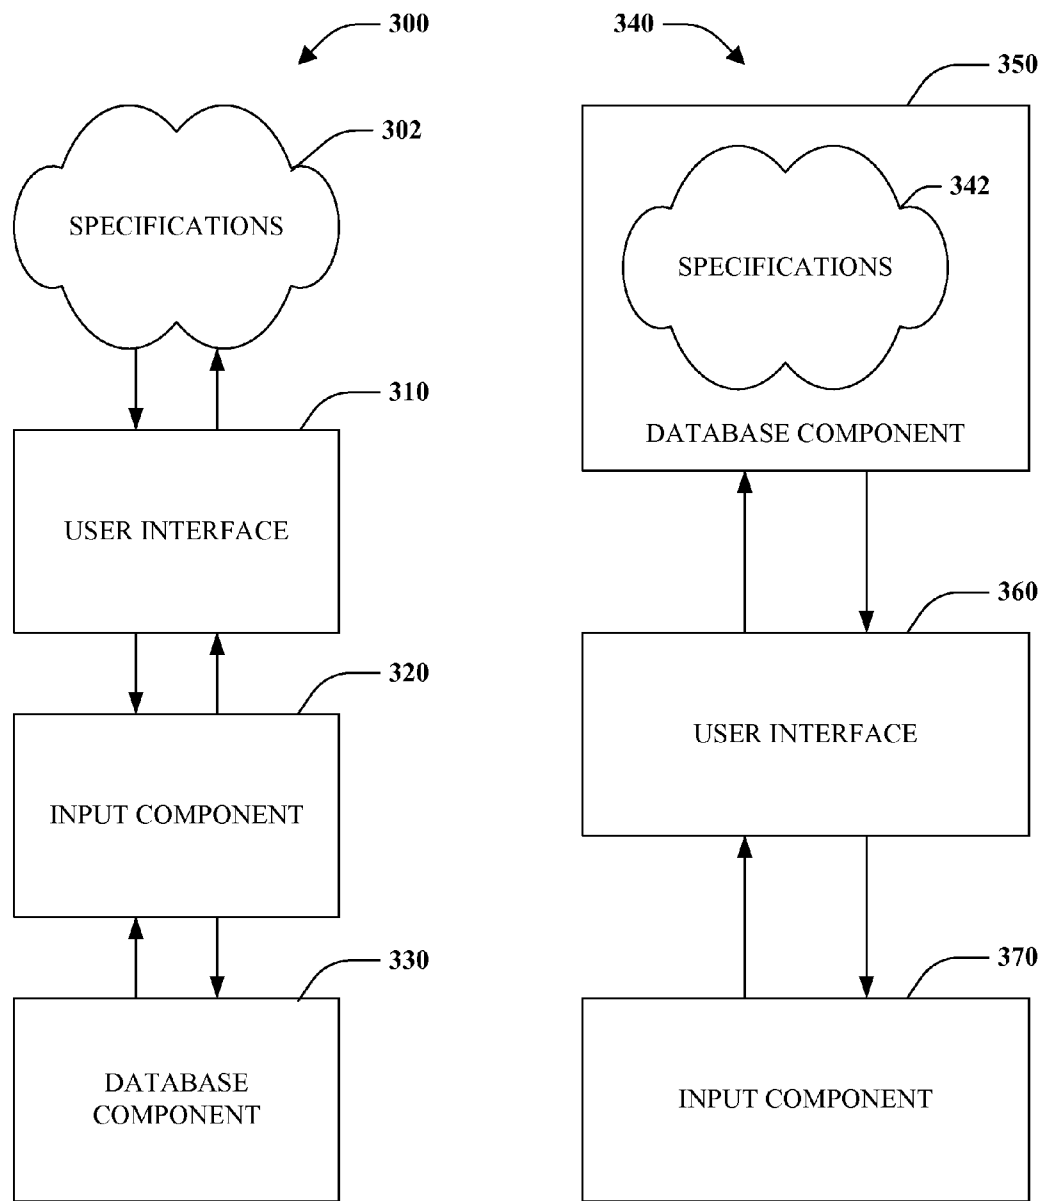 300
302
SPECIFICATIONS
310
USER INTERFACE
320
INPUT COMPONENT
330
DATABASE
COMPONENT
340
350
342
SPECIFICATIONS
DATABASE COMPONENT
360
USER INTERFACE
370
INPUT COMPONENT